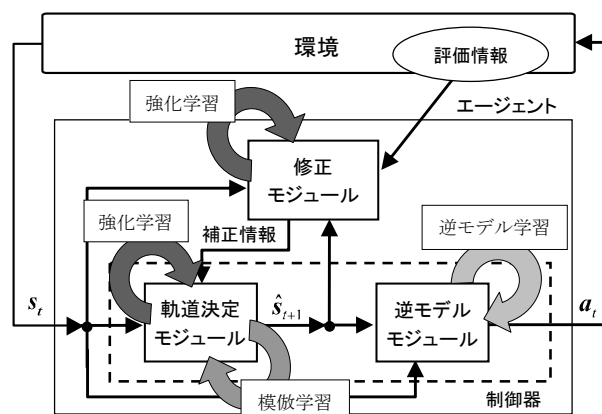 環境
評価情報
エージェント
強化学習
修正
モジュール
強化学習
補正情報
逆モデル学習
s_t
軌道決定
モジュール
ŝ_{t+1}
逆モデル
モジュール
a_t
模倣学習
制御器